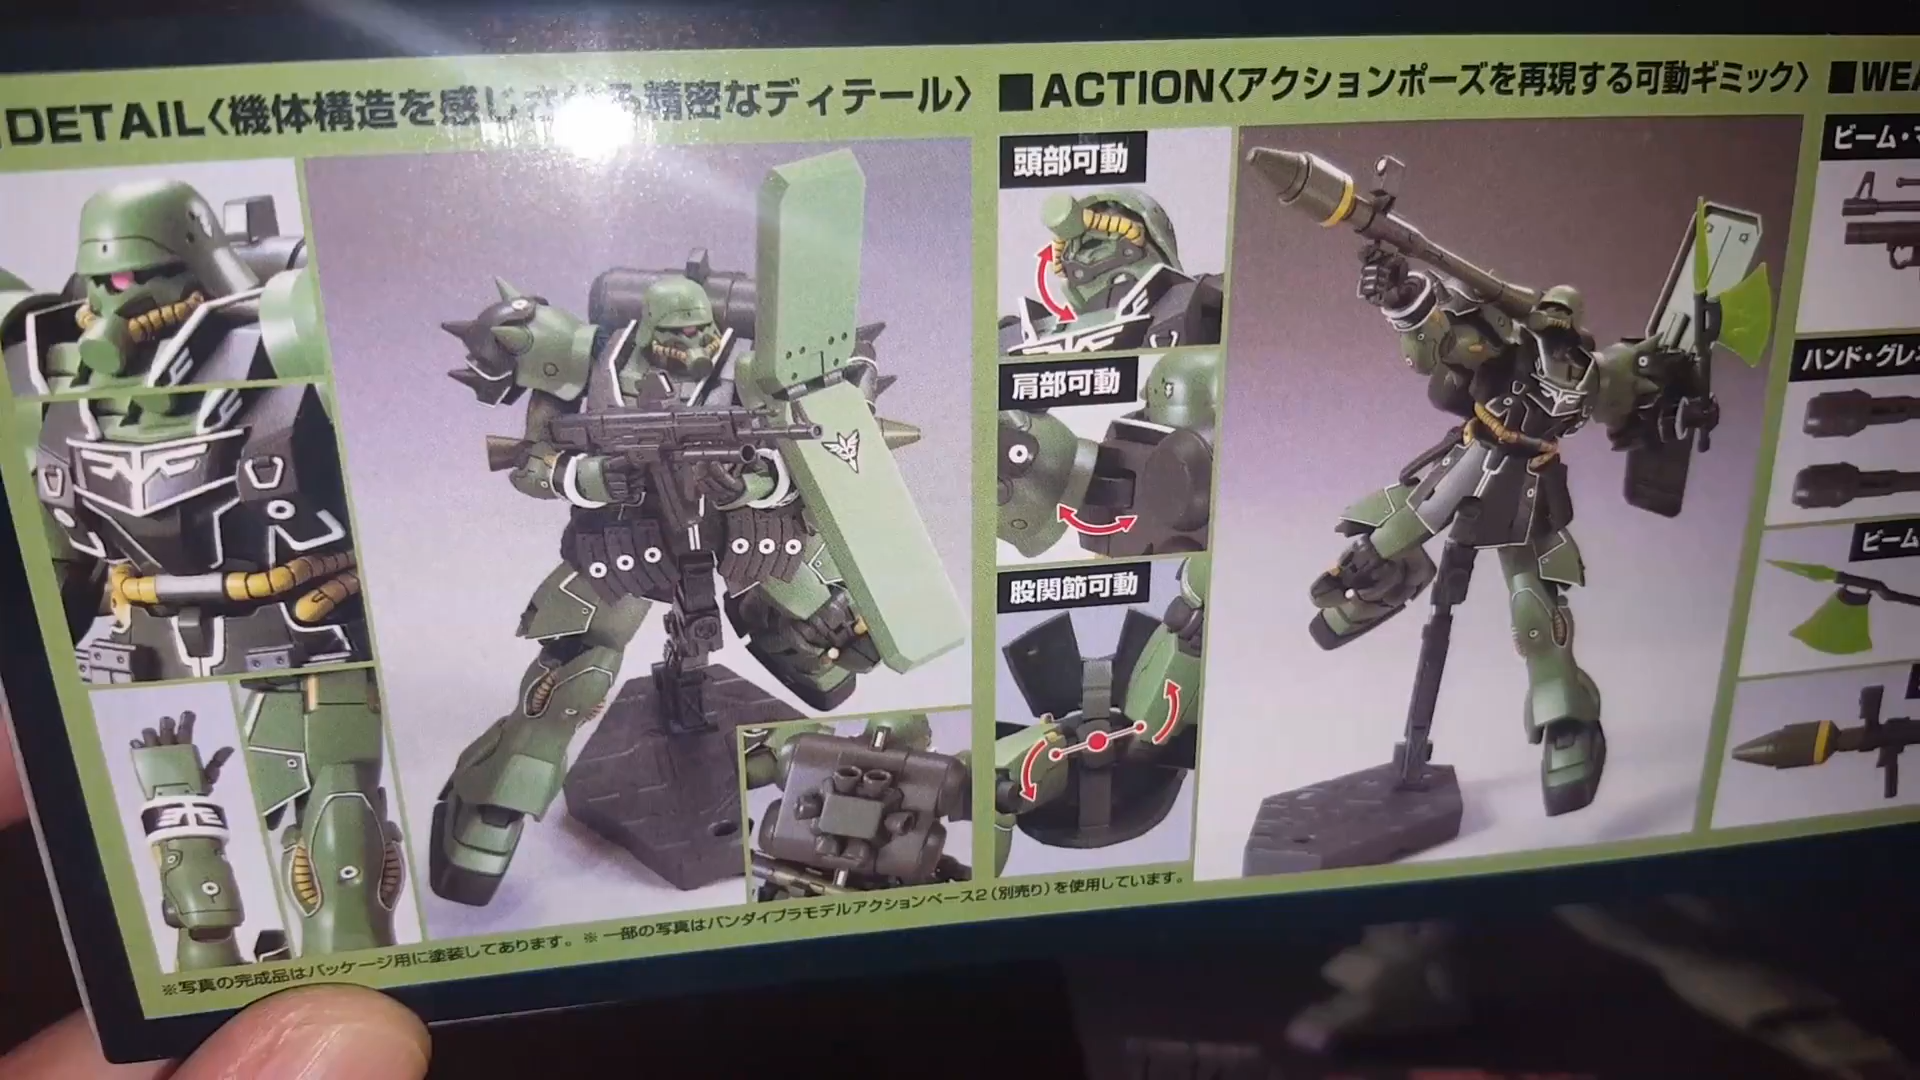 DETAIL〈機体構造を感じさせる精密なディテール〉
■ACTION〈アクションポーズを再現する可動ギミック〉
頭部可動
肩部可動
股関節可動
■WEA
ビーム・マ
ハンド・グレ
ビーム
※写真の完成品はパッケージ用に塗装してあります。※一部の写真はバンダイプラモデルアクションベース2（別売り）を使用しています。